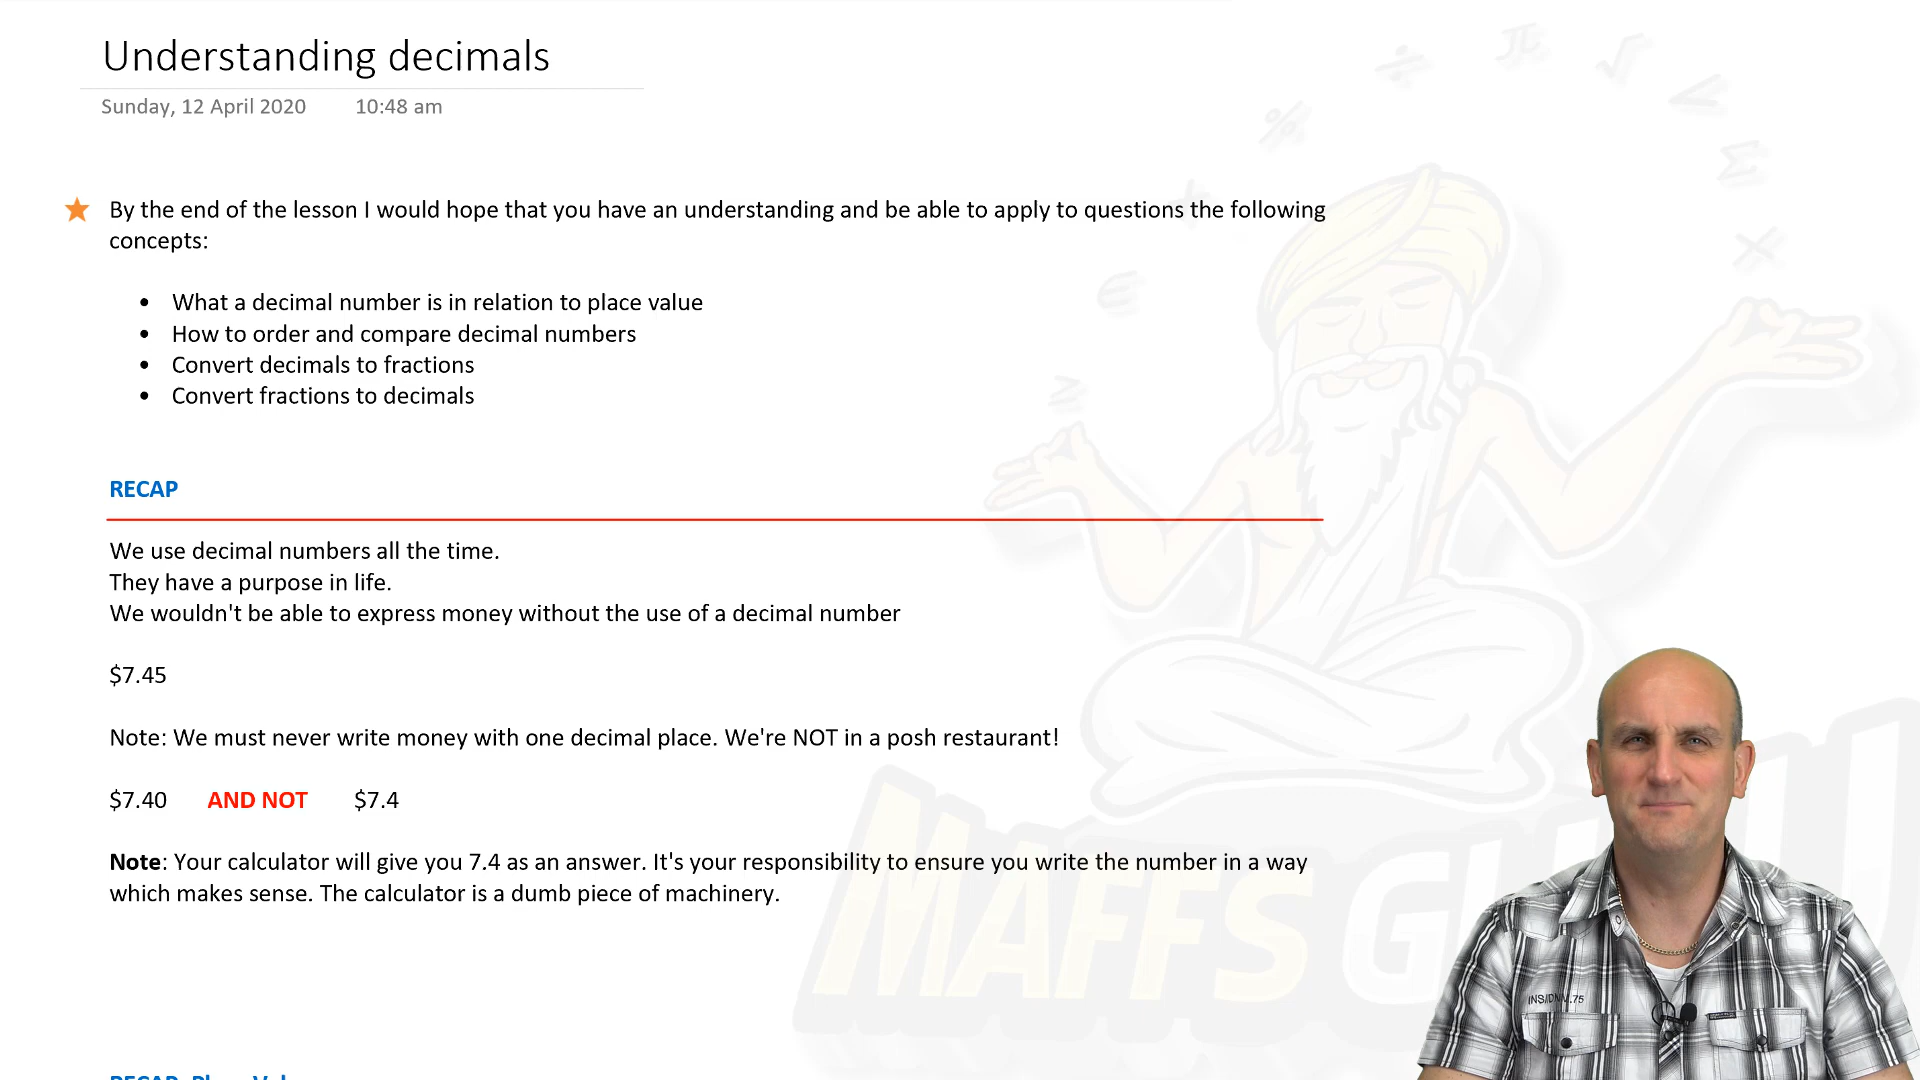 Understanding decimals
Sunday, 12 April 2020 10:48 am
By the end of the lesson I would hope that you have an understanding and be able to apply to questions the following
concepts:
• What a decimal number is in relation to place value
• How to order and compare decimal numbers
• Convert decimals to fractions
• Convert fractions to decimals
RECAP
We use decimal numbers all the time.
They have a purpose in life.
We wouldn't be able to express money without the use of a decimal number
$7.45
Note: We must never write money with one decimal place. We're NOT in a posh restaurant!
$7.40 AND NOT $7.4
Note: Your calculator will give you 7.4 as an answer. It's your responsibility to ensure you write the number in a way
which makes sense. The calculator is a dumb piece of machinery.
MAFFS
RECAP